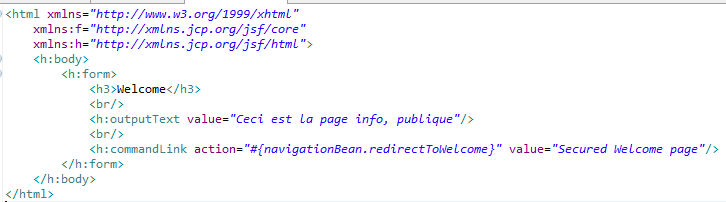 <html xmlns="http://www.w3.org/1999/xhtml"
xmlns:f="http://xmlns.jcp.org/jsf/core"
xmlns:h="http://xmlns.jcp.org/jsf/html">
<h:body>
<h:form>
<h3>Welcome</h3>
<br/>
<h:outputText value="Ceci est la page info, publique"/>
<br/>
<h:commandLink action="#{navigationBean.redirectToWelcome}" value="Secured Welcome page"/>
</h:form>
</h:body>
</html>